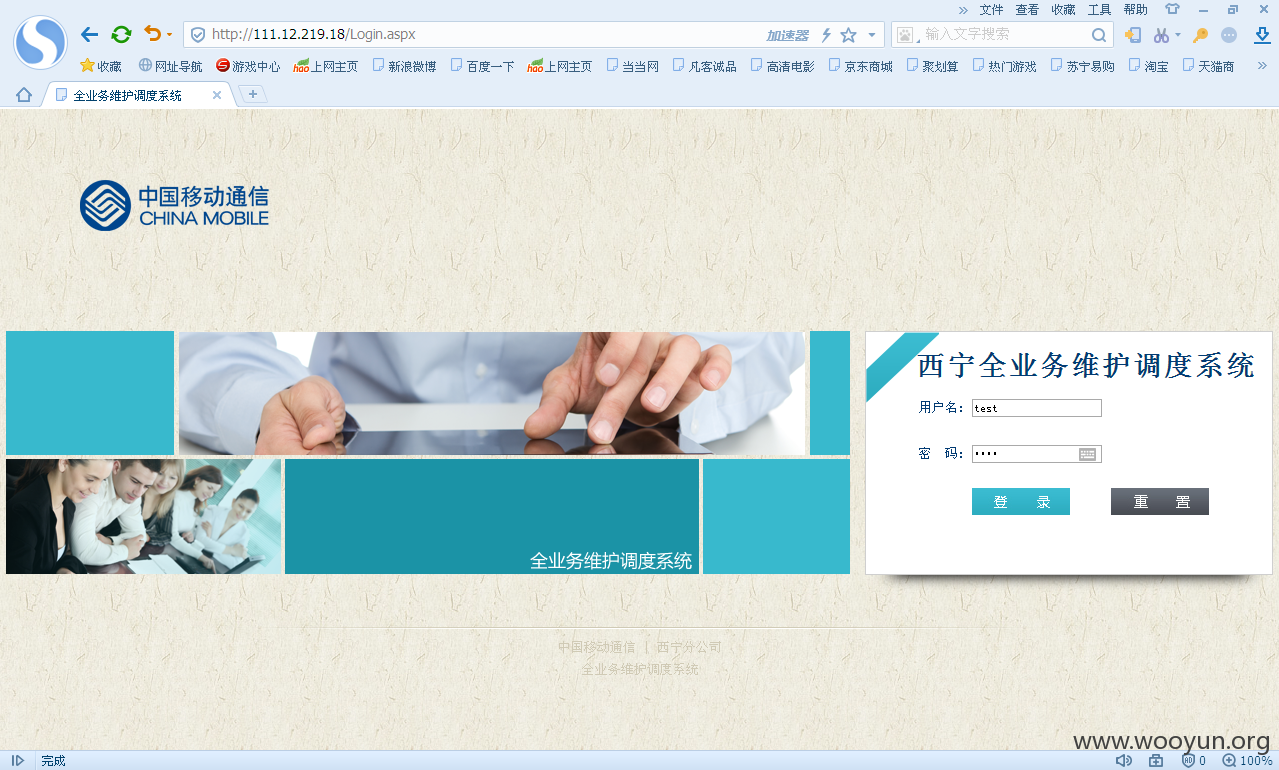 » 文件 查看 收藏 工具 帮助
http://111.12.219.18/Login.aspx 加速器 输入文字搜索
收藏 网址导航 游戏中心 hao上网主页 新浪微博 百度一下 hao上网主页 当当网 凡客诚品 高清电影 京东商城 聚划算 热门游戏 苏宁易购 淘宝 天猫商 »
全业务维护调度系统
中国移动通信
CHINA MOBILE
西宁全业务维护调度系统
用户名: test
密 码: ••••
登 录 重 置
全业务维护调度系统
中国移动通信 | 西宁分公司
全业务维护调度系统
www.wooyun.org
完成 0 100%